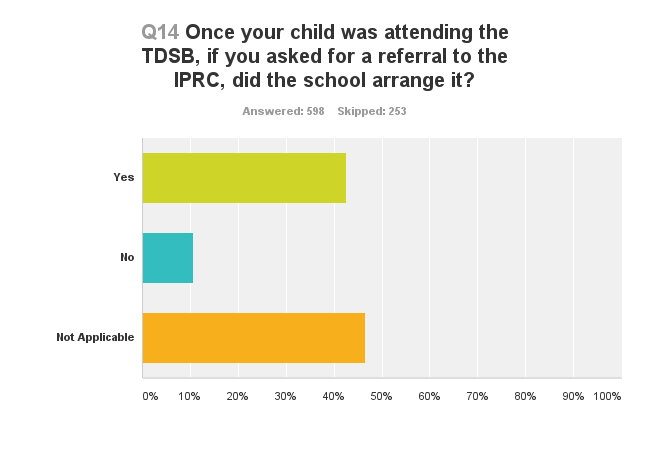 Q14 Once your child was attending the
TDSB, if you asked for a referral to the
IPRC, did the school arrange it?
Answered: 598 Skipped: 253
Yes
No
Not Applicable
0% 10% 20% 30% 40% 50% 60% 70% 80% 90% 100%